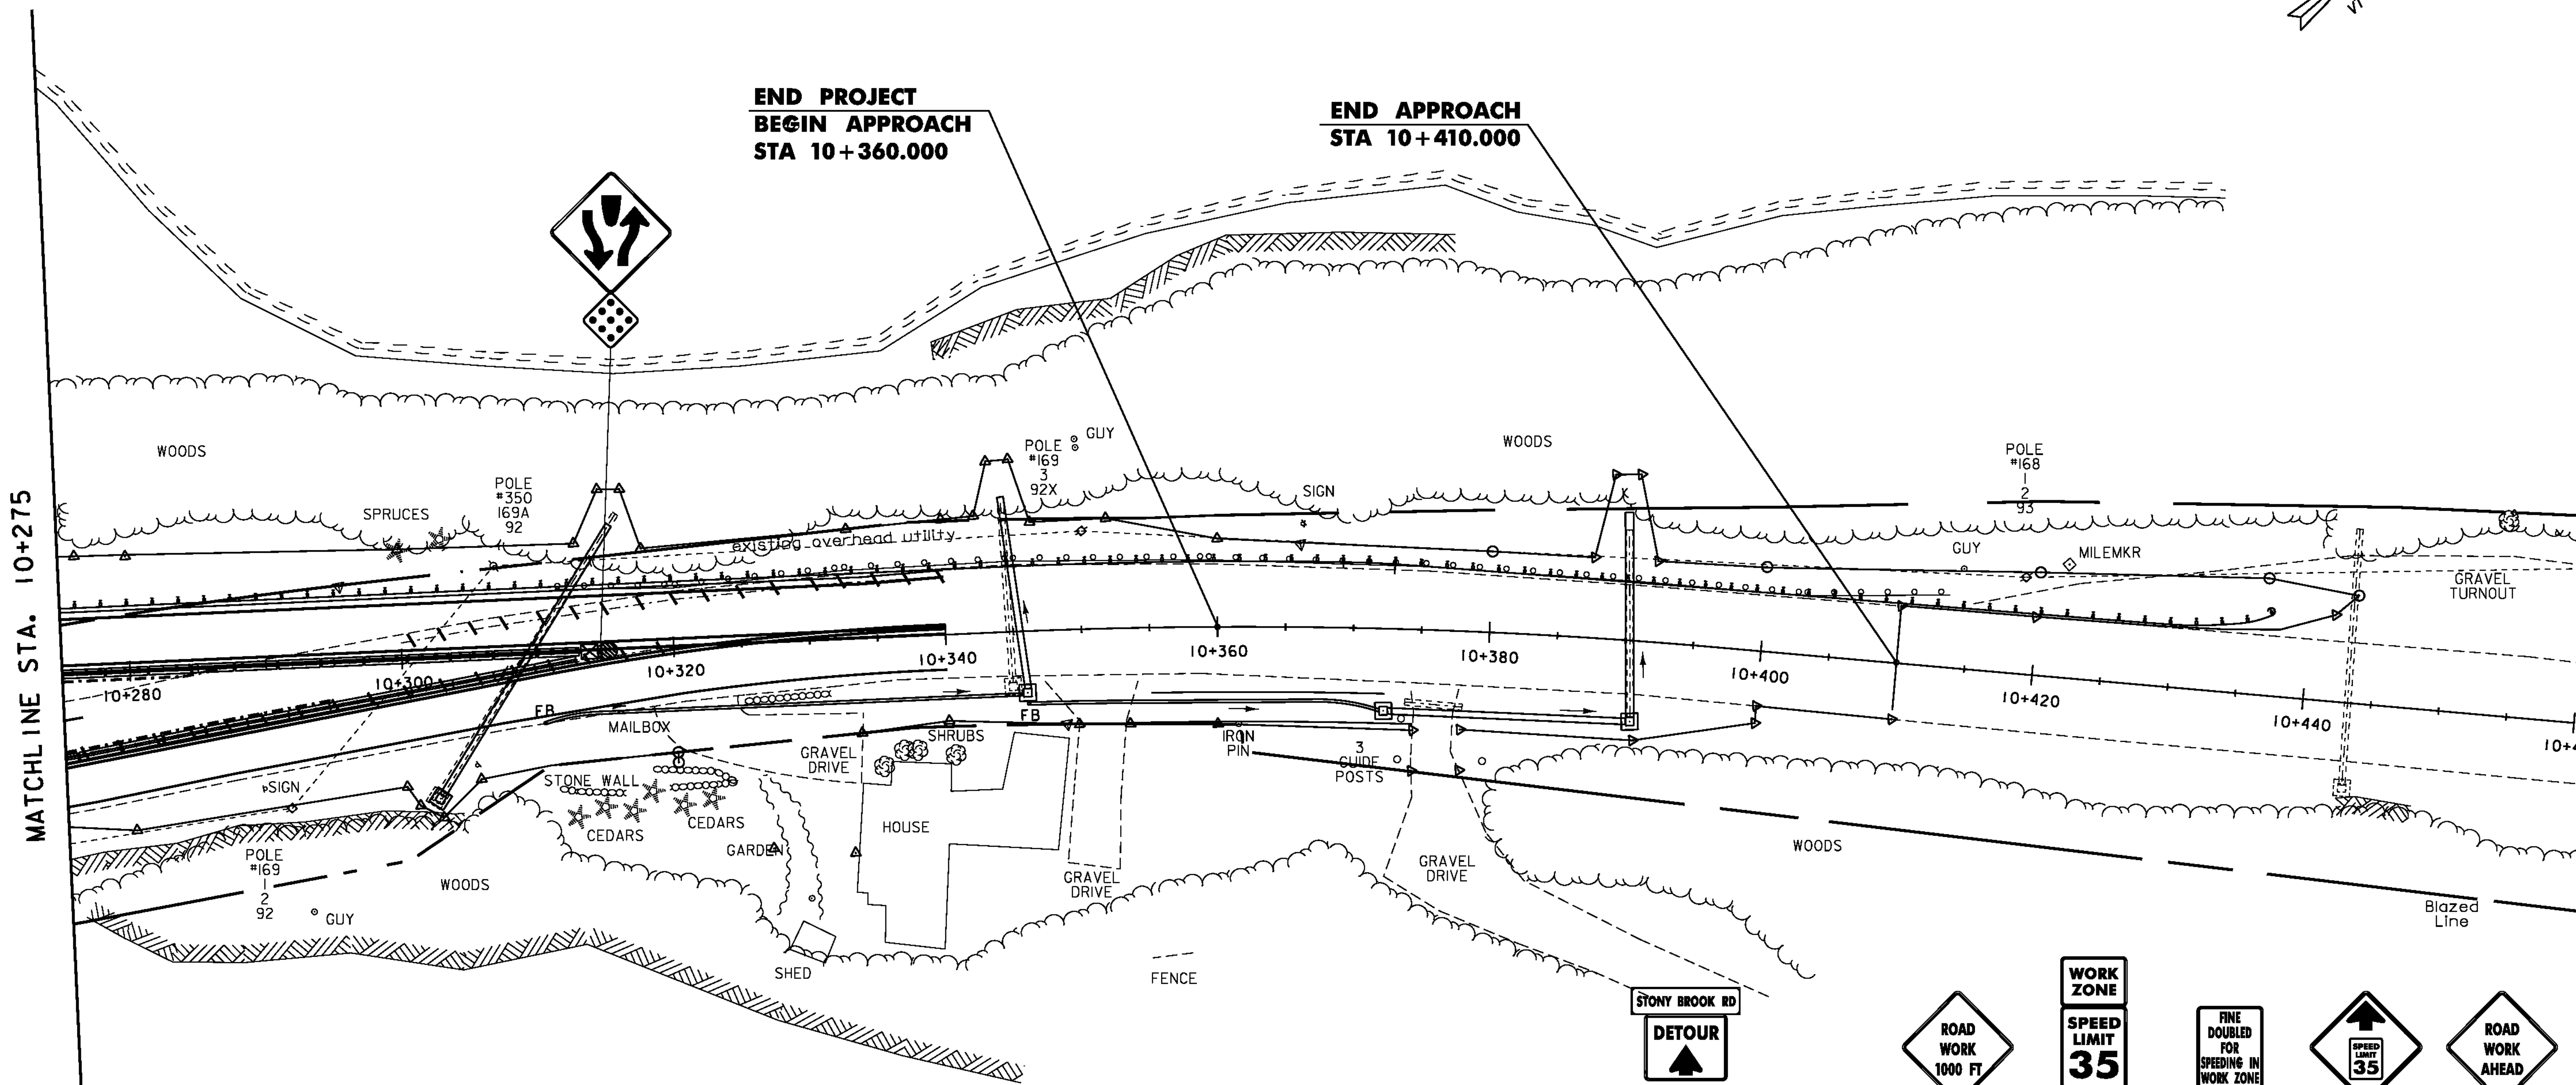 END PROJECT
BEGIN APPROACH
STA 10+360.000
END APPROACH
STA 10+410.000
MATCHLINE STA. 10+275
WOODS
SPRUCES
POLE
#350
169A
92
existing overhead utility
POLE
#169
3
92X
GUY
SIGN
WOODS
POLE
#168
1
2
93
GUY
MILEMKR
GRAVEL
TURNOUT
10+280
10+300
10+320
10+340
10+360
10+380
10+400
10+420
10+440
FB
MAILBOX
FB
SHRUBS
GRAVEL
DRIVE
IRON
PIN
3
GUIDE
POSTS
SIGN
STONE WALL
CEDARS
CEDARS
GARDEN
HOUSE
POLE
#169
1
2
92
GUY
WOODS
GRAVEL
DRIVE
GRAVEL
DRIVE
WOODS
SHED
FENCE
Blazed
Line
STONY BROOK RD
DETOUR
ROAD
WORK
1000 FT
WORK
ZONE
SPEED
LIMIT
35
FINE
DOUBLED
FOR
SPEEDING IN
WORK ZONE
SPEED
LIMIT
35
ROAD
WORK
AHEAD